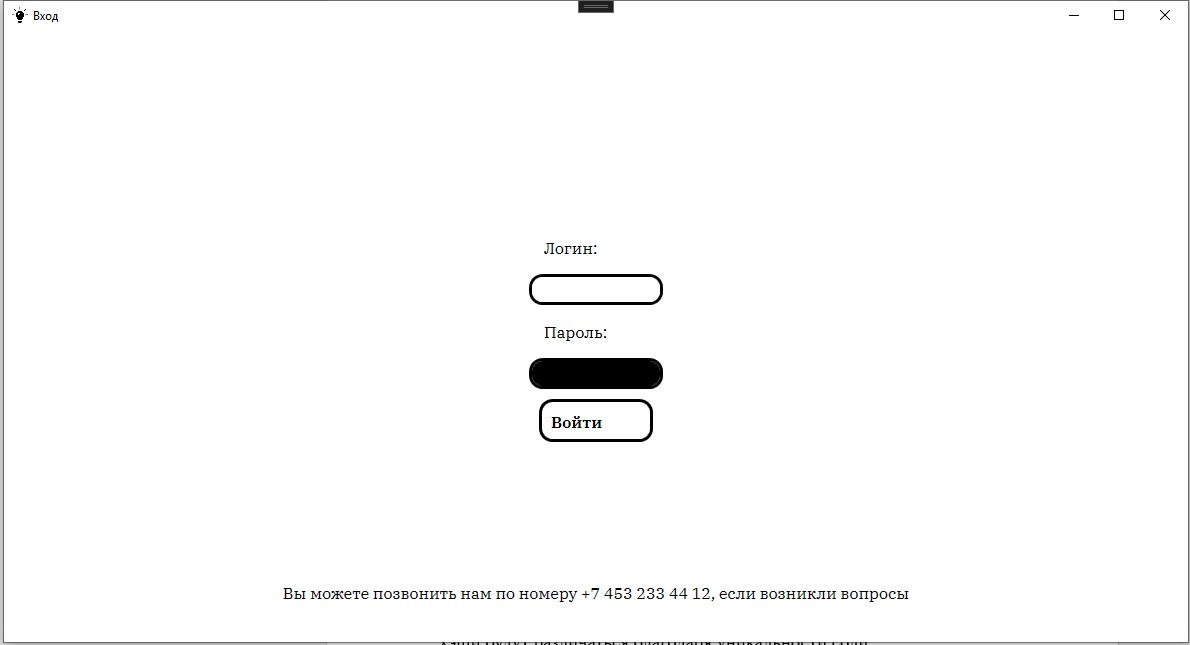 Вход
Логин:
Пароль:
Войти
Вы можете позвонить нам по номеру +7 453 233 44 12, если возникли вопросы